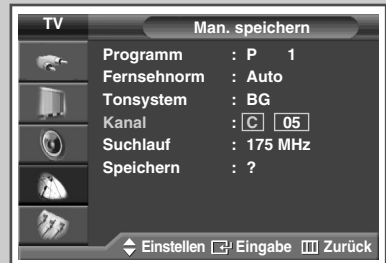 TV
Man. speichern
Programm : P 1
Fernsehnorm : Auto
Tonsystem : BG
Kanal : C 05
Suchlauf : 175 MHz
Speichern : ?
Einstellen Eingabe Zurück